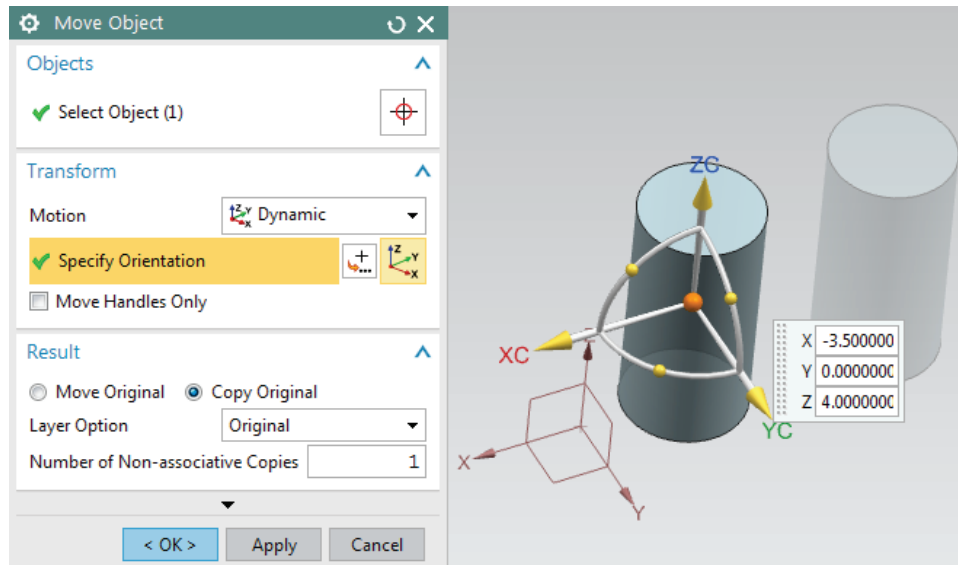 Move Object
Objects
Select Object (1)
Transform
Motion
Dynamic
Specify Orientation
Move Handles Only
Result
Move Original Copy Original
Layer Option Original
Number of Non-associative Copies 1
< OK > Apply Cancel
ZC
XC
YC
X -3.500000
Y 0.0000000
Z 4.0000000
X
Y